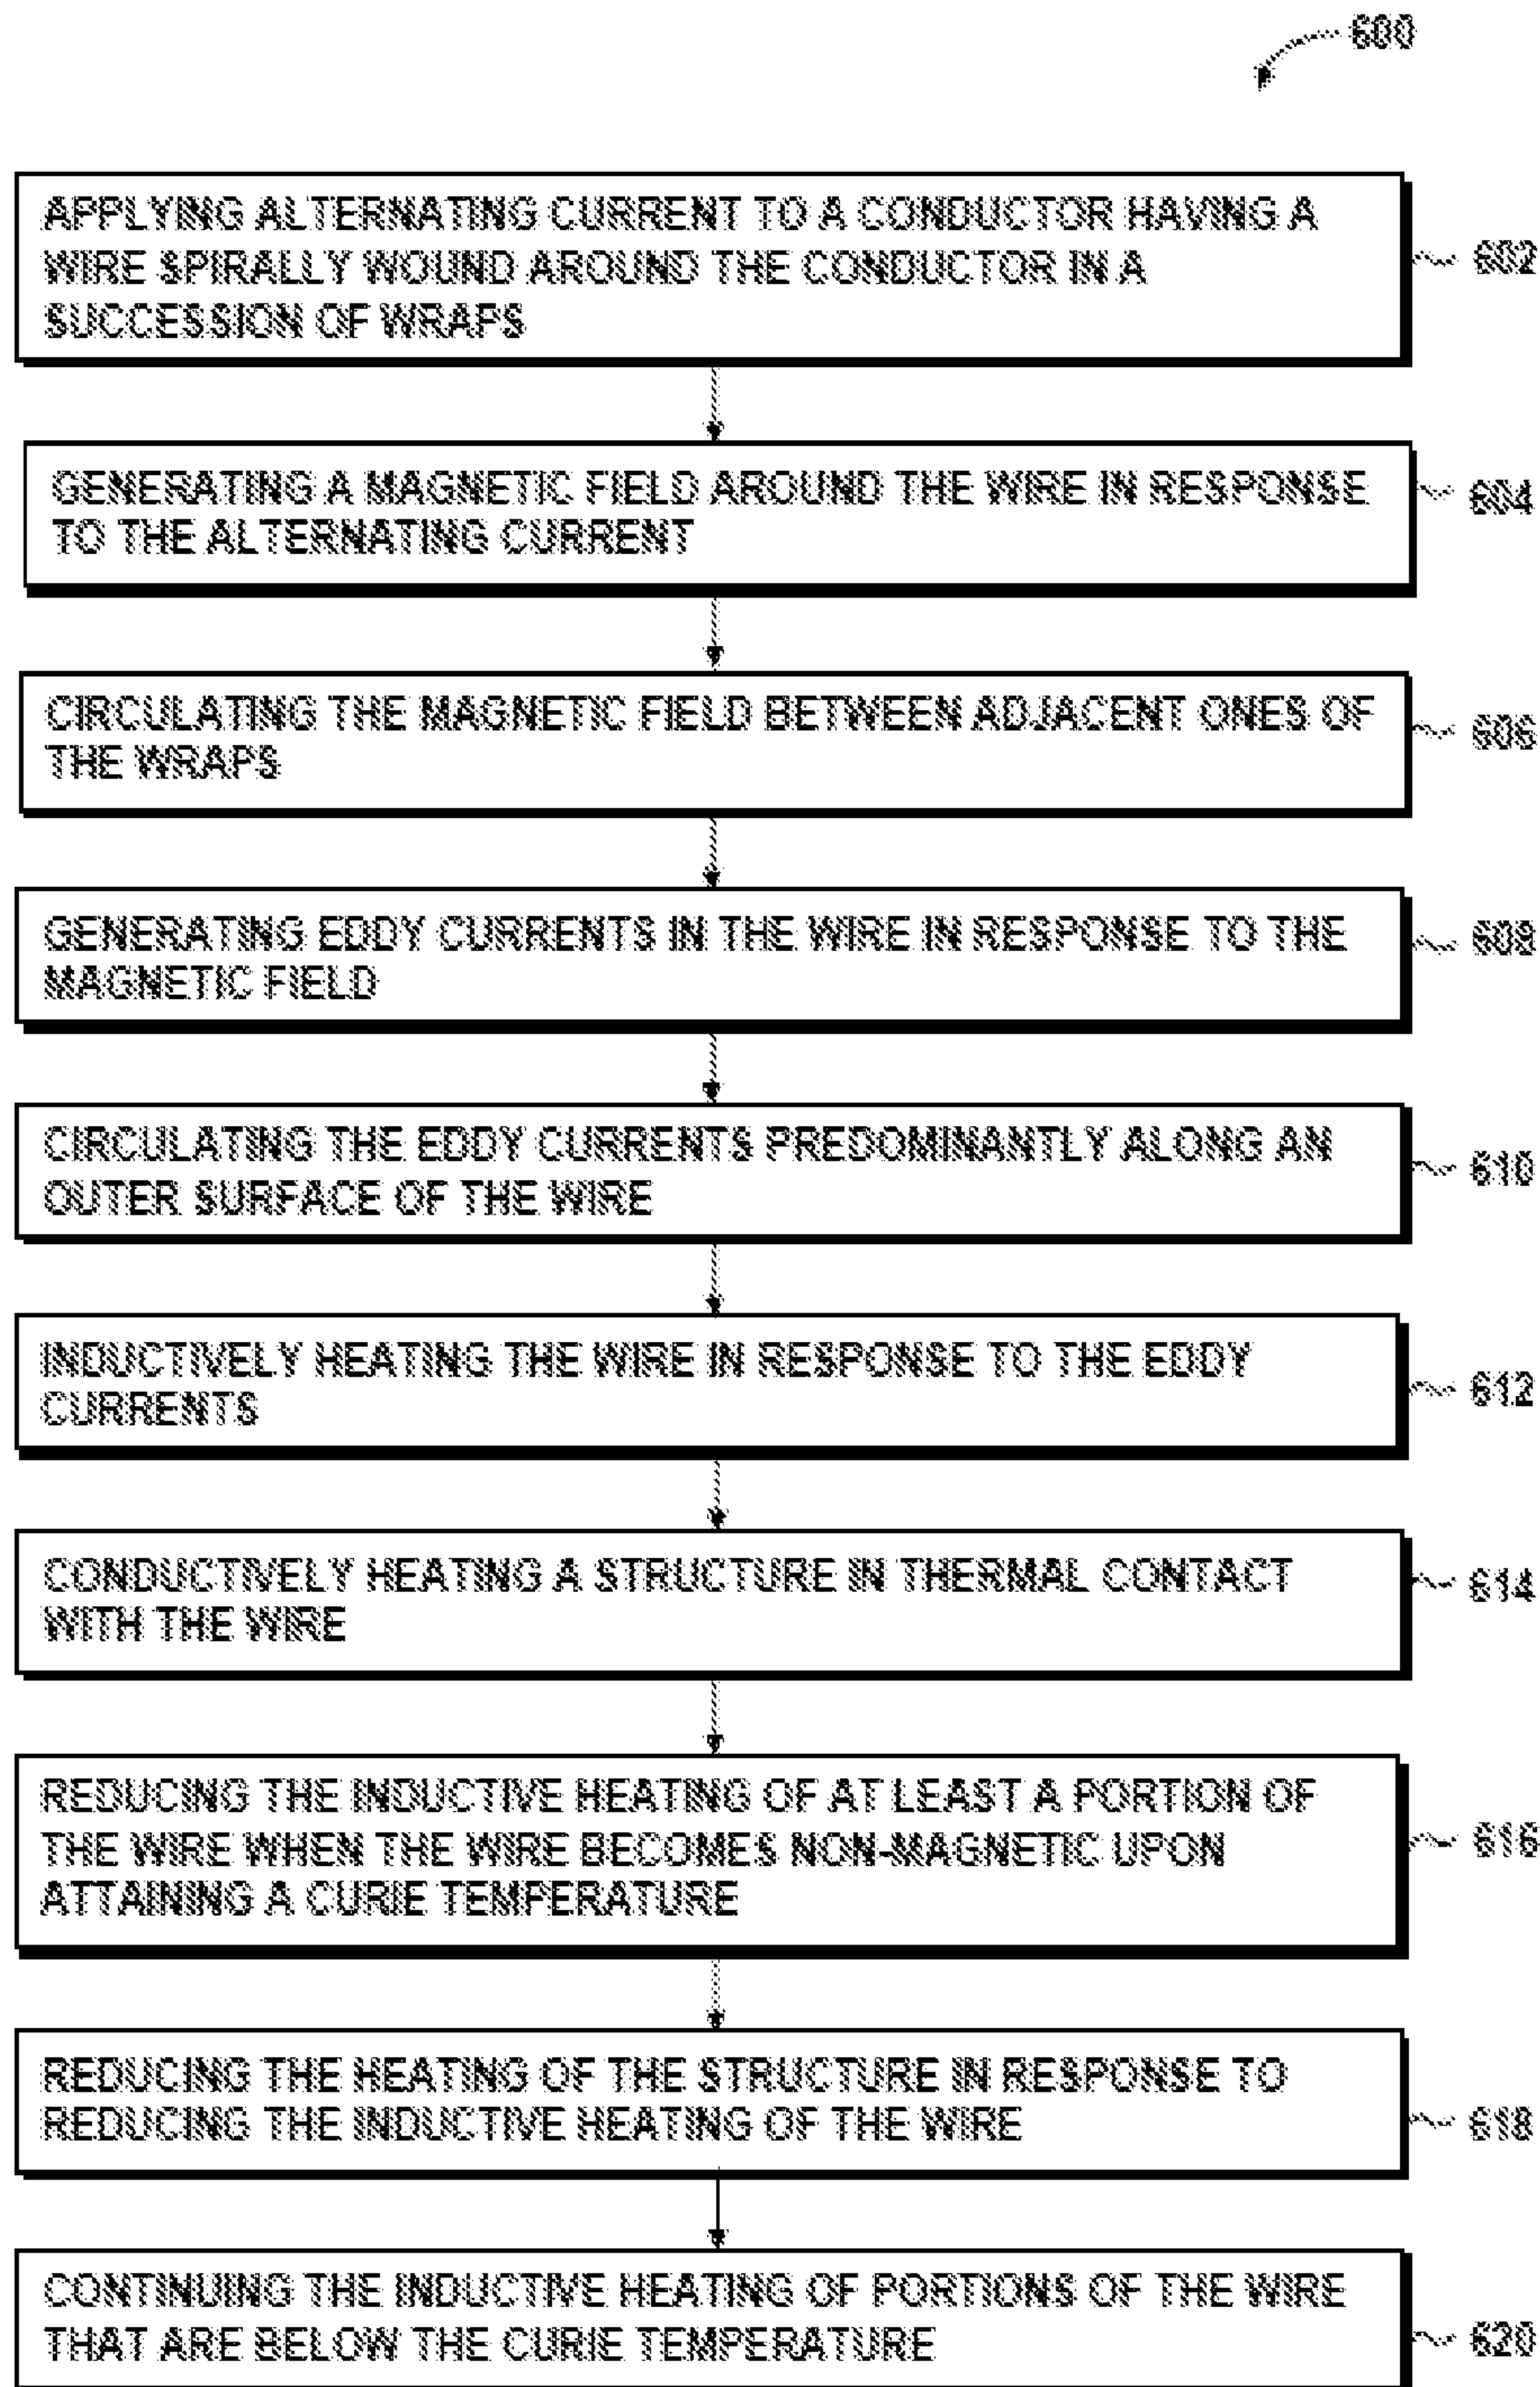 600
APPLYING ALTERNATING CURRENT TO A CONDUCTOR HAVING A
WIRE SPIRALLY WOUND AROUND THE CONDUCTOR IN A
SUCCESSION OF WRAPS
602
GENERATING A MAGNETIC FIELD AROUND THE WIRE IN RESPONSE
TO THE ALTERNATING CURRENT
604
CIRCULATING THE MAGNETIC FIELD BETWEEN ADJACENT ONES OF
THE WRAPS
606
GENERATING EDDY CURRENTS IN THE WIRE IN RESPONSE TO THE
MAGNETIC FIELD
608
CIRCULATING THE EDDY CURRENTS PREDOMINANTLY ALONG AN
OUTER SURFACE OF THE WIRE
610
INDUCTIVELY HEATING THE WIRE IN RESPONSE TO THE EDDY
CURRENTS
612
CONDUCTIVELY HEATING A STRUCTURE IN THERMAL CONTACT
WITH THE WIRE
614
REDUCING THE INDUCTIVE HEATING OF AT LEAST A PORTION OF
THE WIRE WHEN THE WIRE BECOMES NON-MAGNETIC UPON
ATTAINING A CURIE TEMPERATURE
616
REDUCING THE HEATING OF THE STRUCTURE IN RESPONSE TO
REDUCING THE INDUCTIVE HEATING OF THE WIRE
618
CONTINUING THE INDUCTIVE HEATING OF PORTIONS OF THE WIRE
THAT ARE BELOW THE CURIE TEMPERATURE
620